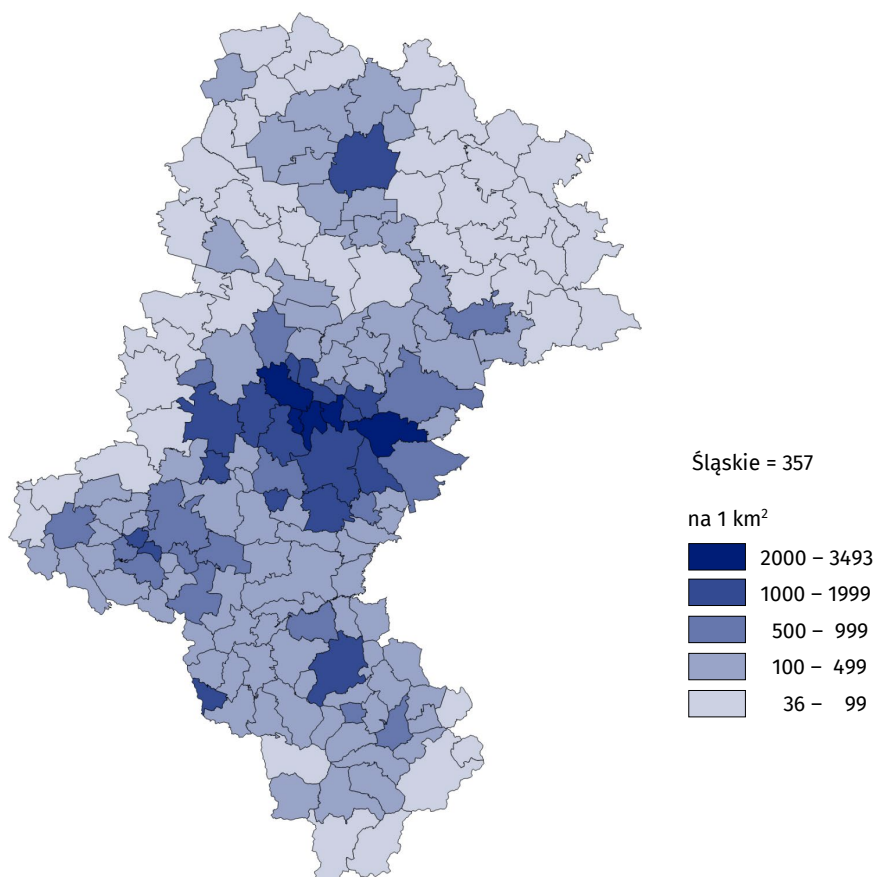 Śląskie = 357
na 1 km²
2000 – 3493
1000 – 1999
500 – 999
100 – 499
36 – 99